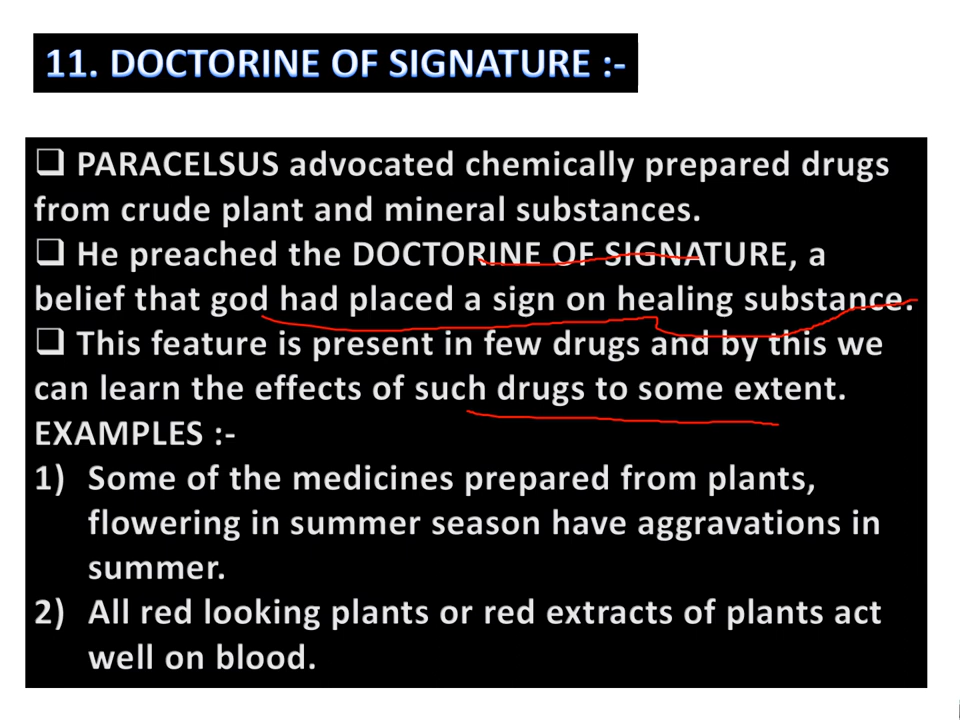 11. DOCTORINE OF SIGNATURE :-
❑ PARACELSUS advocated chemically prepared drugs
from crude plant and mineral substances.
❑ He preached the DOCTORINE OF SIGNATURE, a
belief that god had placed a sign on healing substance.
❑ This feature is present in few drugs and by this we
can learn the effects of such drugs to some extent.
EXAMPLES :-
1) Some of the medicines prepared from plants,
flowering in summer season have aggravations in
summer.
2) All red looking plants or red extracts of plants act
well on blood.